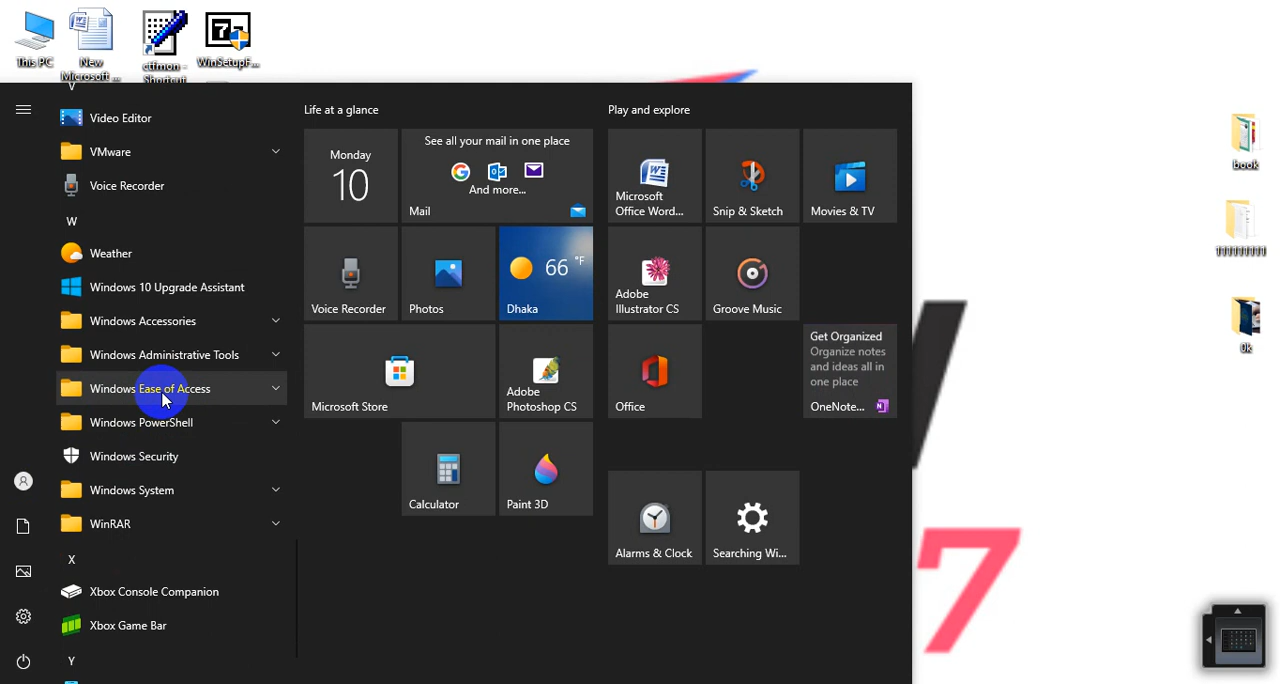 This PC
New
Microsoft ...
ctfmon -
Shortcut
WinSetupF...
V
Video Editor
VMware
Voice Recorder
W
Weather
Windows 10 Upgrade Assistant
Windows Accessories
Windows Administrative Tools
Windows Ease of Access
Windows PowerShell
Windows Security
Windows System
WinRAR
X
Xbox Console Companion
Xbox Game Bar
Y
Life at a glance
Monday
10
See all your mail in one place
And more...
Mail
Voice Recorder
Photos
66 °F
Dhaka
Microsoft Store
Adobe
Photoshop CS
Calculator
Paint 3D
Play and explore
Microsoft
Office Word...
Snip & Sketch
Movies & TV
Adobe
Illustrator CS
Groove Music
Office
Get Organized
Organize notes
and ideas all in
one place
OneNote...
Alarms & Clock
Searching Wi...
7
book
1111111111
0k